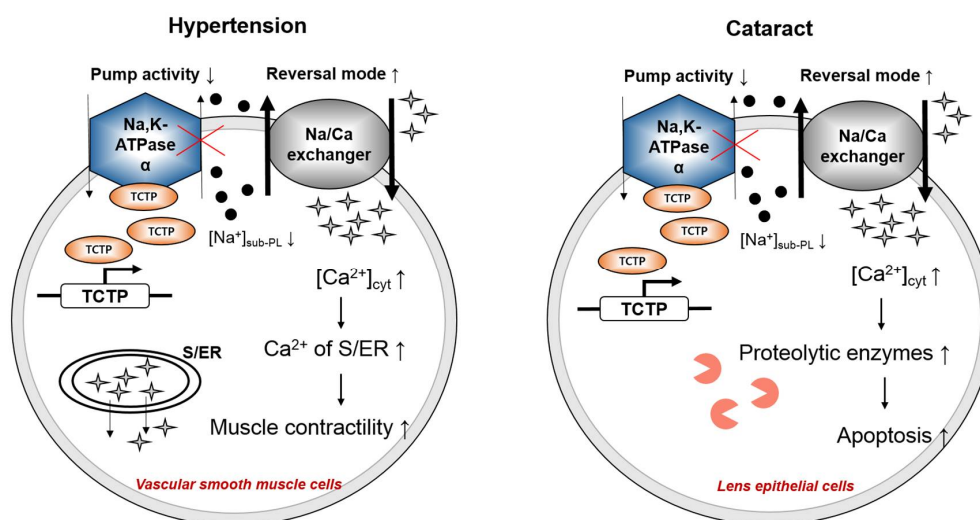 Hypertension
Pump activity ↓
Reversal mode ↑
Na,K-
ATPase
α
Na/Ca
exchanger
TCTP
TCTP
TCTP
[Na⁺]sub-PL ↓
TCTP
[Ca²⁺]cyt ↑
S/ER
Ca²⁺ of S/ER ↑
Muscle contractility ↑
Vascular smooth muscle cells
Cataract
Pump activity ↓
Reversal mode ↑
Na,K-
ATPase
α
Na/Ca
exchanger
TCTP
TCTP
TCTP
[Na⁺]sub-PL ↓
TCTP
[Ca²⁺]cyt ↑
Proteolytic enzymes ↑
Apoptosis ↑
Lens epithelial cells